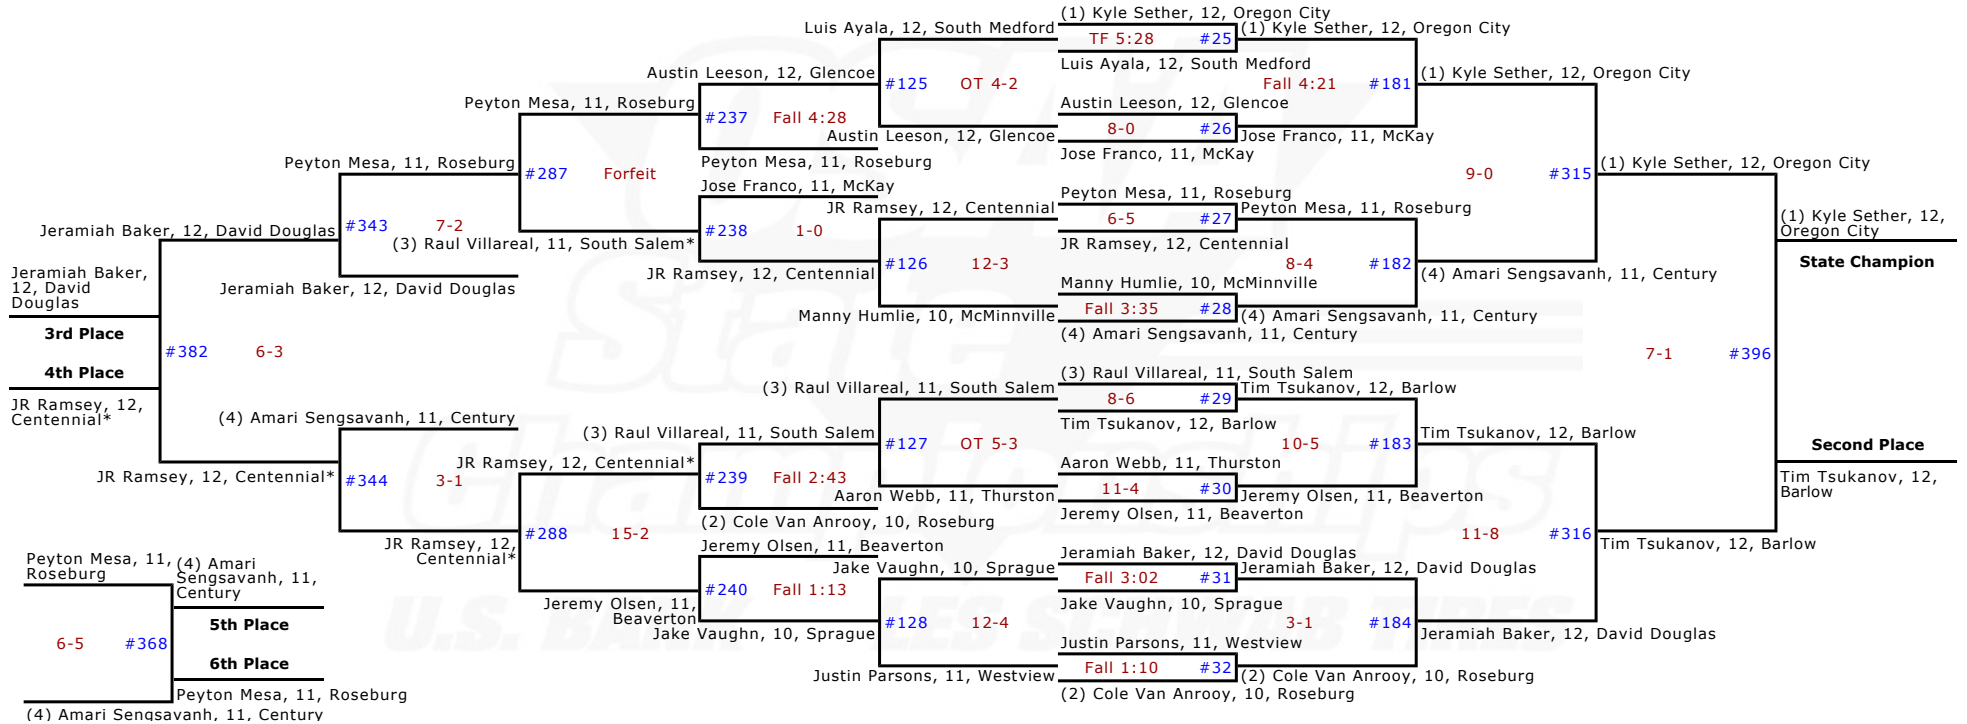 (1) Kyle Sether, 12, Oregon City
TF 5:28 #25
Luis Ayala, 12, South Medford
Austin Leeson, 12, Glencoe
8-0 #26
Jose Franco, 11, McKay
Peyton Mesa, 11, Roseburg
6-5 #27
JR Ramsey, 12, Centennial
Manny Humlie, 10, McMinnville
Fall 3:35 #28
(4) Amari Sengsavanh, 11, Century
(3) Raul Villareal, 11, South Salem
8-6 #29
Tim Tsukanov, 12, Barlow
Aaron Webb, 11, Thurston
11-4 #30
Jeremy Olsen, 11, Beaverton
Jeramiah Baker, 12, David Douglas
Fall 3:02 #31
Jake Vaughn, 10, Sprague
Justin Parsons, 11, Westview
Fall 1:10 #32
(2) Cole Van Anrooy, 10, Roseburg
(1) Kyle Sether, 12, Oregon City
Fall 4:21 #181
Jose Franco, 11, McKay
Peyton Mesa, 11, Roseburg
8-4 #182
(4) Amari Sengsavanh, 11, Century
Tim Tsukanov, 12, Barlow
10-5 #183
Jeremy Olsen, 11, Beaverton
Jeramiah Baker, 12, David Douglas
3-1 #184
(2) Cole Van Anrooy, 10, Roseburg
(1) Kyle Sether, 12, Oregon City
9-0 #315
(4) Amari Sengsavanh, 11, Century
Tim Tsukanov, 12, Barlow
11-8 #316
Jeramiah Baker, 12, David Douglas
(1) Kyle Sether, 12, Oregon City
7-1 #396
Tim Tsukanov, 12, Barlow
(1) Kyle Sether, 12,
Oregon City
State Champion
Second Place
Tim Tsukanov, 12,
Barlow
Luis Ayala, 12, South Medford
#125 OT 4-2
Austin Leeson, 12, Glencoe
JR Ramsey, 12, Centennial
#126 12-3
Manny Humlie, 10, McMinnville
(3) Raul Villareal, 11, South Salem
#127 OT 5-3
Aaron Webb, 11, Thurston
Jake Vaughn, 10, Sprague
#128 12-4
Justin Parsons, 11, Westview
Austin Leeson, 12, Glencoe
#237 Fall 4:28
Peyton Mesa, 11, Roseburg
Jose Franco, 11, McKay
#238 1-0
JR Ramsey, 12, Centennial
(3) Raul Villareal, 11, South Salem
#239 Fall 2:43
(2) Cole Van Anrooy, 10, Roseburg
Jeremy Olsen, 11, Beaverton
#240 Fall 1:13
Jake Vaughn, 10, Sprague
Peyton Mesa, 11, Roseburg
#287 Forfeit
(3) Raul Villareal, 11, South Salem*
JR Ramsey, 12, Centennial*
#288 15-2
Jeremy Olsen, 11,
Beaverton
Peyton Mesa, 11, Roseburg
#343 7-2
Jeramiah Baker, 12, David Douglas
(4) Amari Sengsavanh, 11, Century
#344 3-1
JR Ramsey, 12,
Centennial*
Jeramiah Baker, 12, David Douglas
#382 6-3
JR Ramsey, 12, Centennial*
Jeramiah Baker,
12, David
Douglas
3rd Place
4th Place
JR Ramsey, 12,
Centennial*
Peyton Mesa, 11,
Roseburg
6-5 #368
(4) Amari Sengsavanh, 11, Century
(4) Amari
Sengsavanh, 11,
Century
5th Place
6th Place
Peyton Mesa, 11, Roseburg
OSAA
State
Championships
U.S. BANK LES SCHWAB TIRES